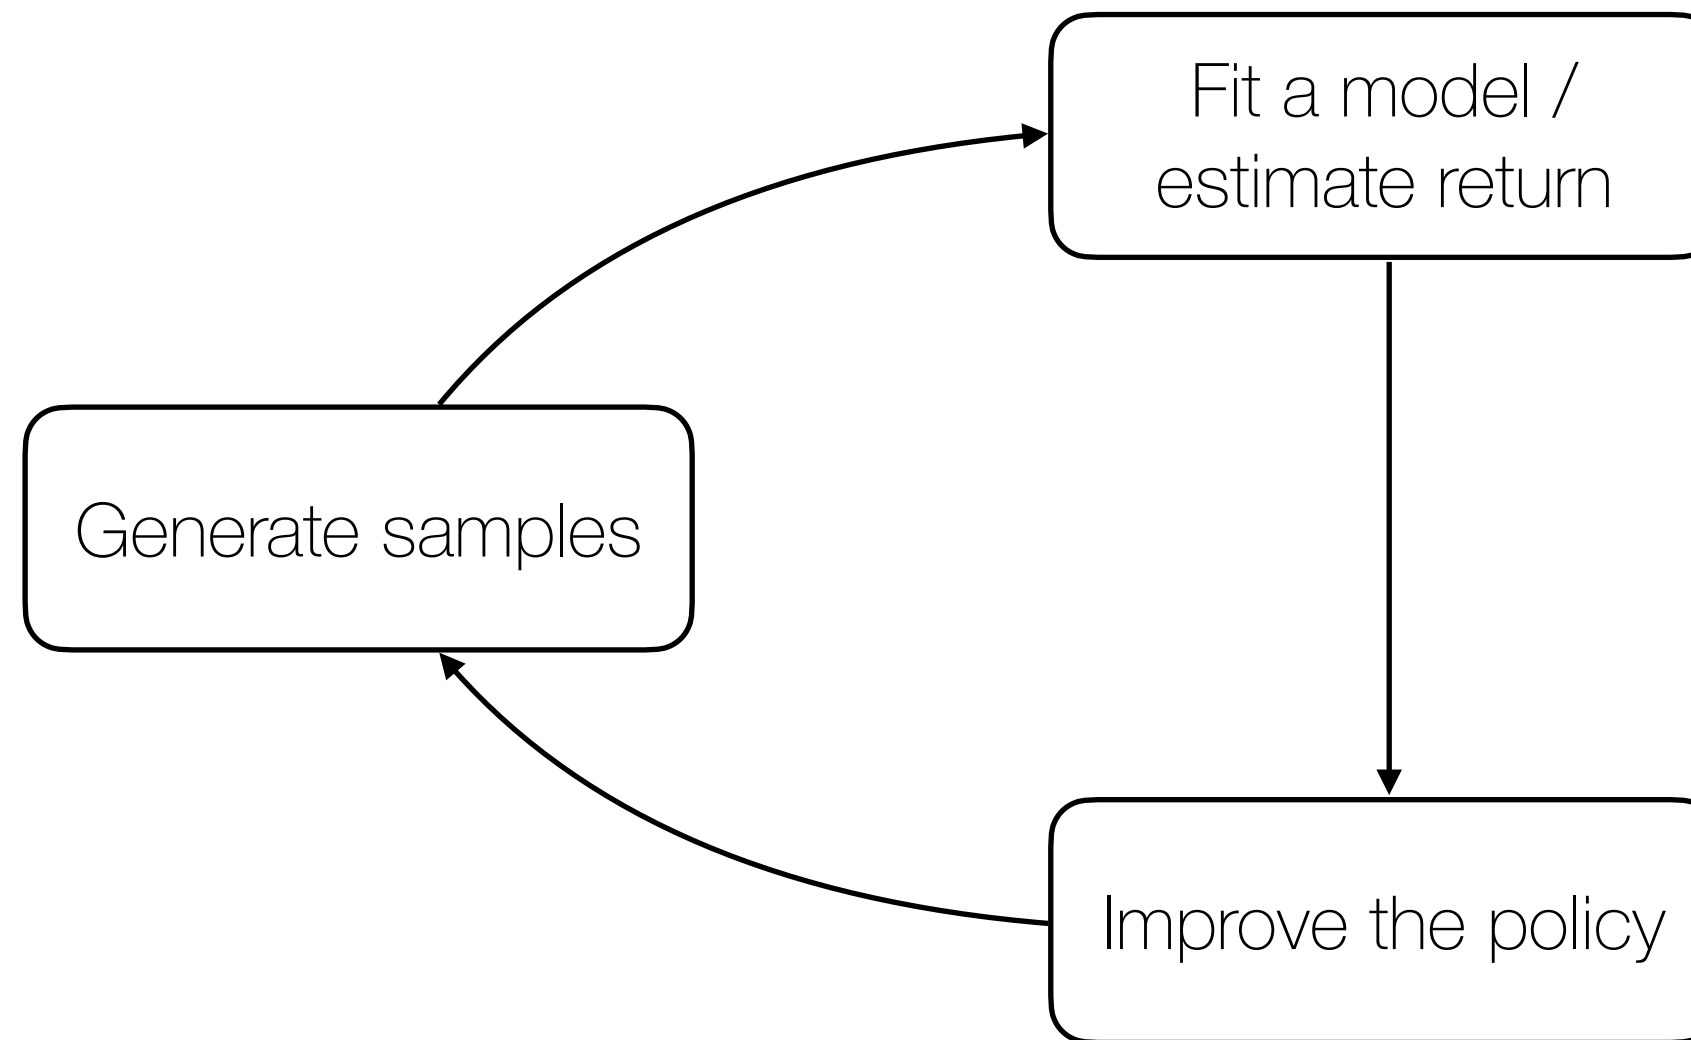 Fit a model /
estimate return
Generate samples
Improve the policy